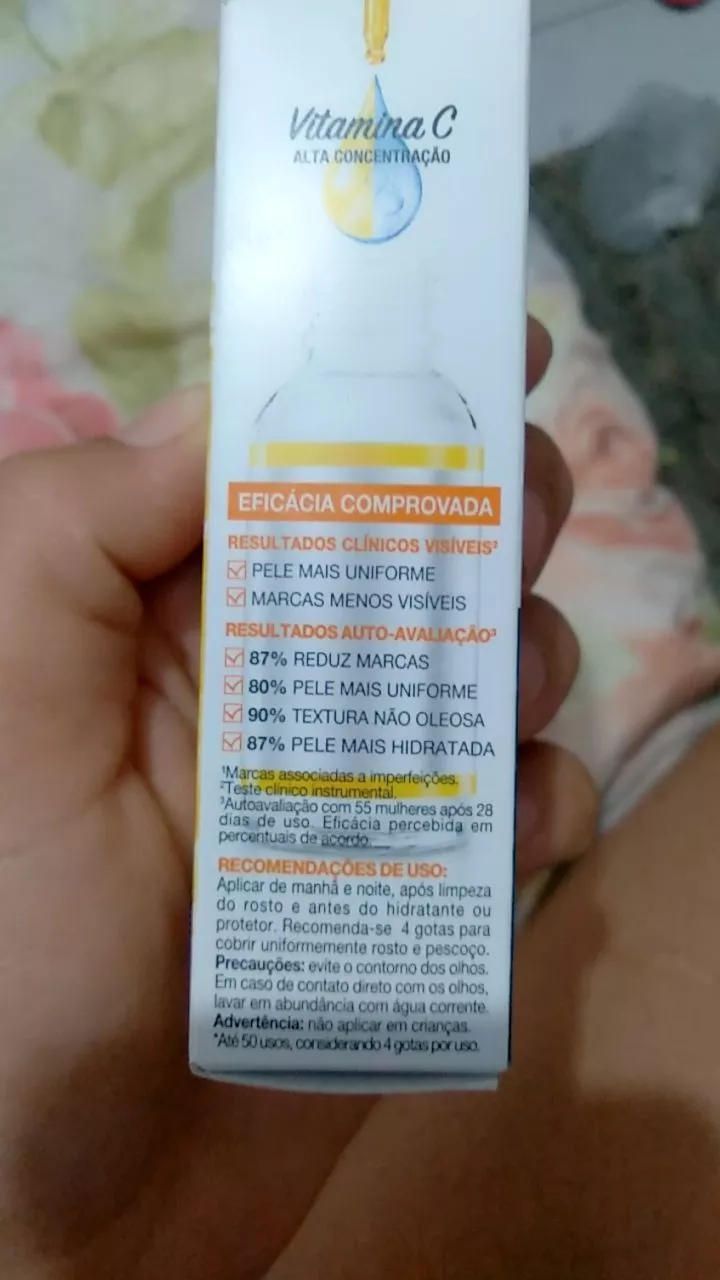 Vitamina C
ALTA CONCENTRAÇÃO
EFICÁCIA COMPROVADA
RESULTADOS CLÍNICOS VISÍVEIS²
PELE MAIS UNIFORME
MARCAS MENOS VISÍVEIS
RESULTADOS AUTO-AVALIAÇÃO³
87% REDUZ MARCAS
80% PELE MAIS UNIFORME
90% TEXTURA NÃO OLEOSA
87% PELE MAIS HIDRATADA
¹Marcas associadas a imperfeições.
²Teste clínico instrumental.
³Autoavaliação com 55 mulheres após 28
dias de uso. Eficácia percebida em
percentuais de acordo.
RECOMENDAÇÕES DE USO:
Aplicar de manhã e noite, após limpeza
do rosto e antes do hidratante ou
protetor. Recomenda-se 4 gotas para
cobrir uniformemente rosto e pescoço.
Precauções: evite o contorno dos olhos.
Em caso de contato direto com os olhos,
lavar em abundância com água corrente.
Advertência: não aplicar em crianças.
*Até 50 usos, considerando 4 gotas por uso.